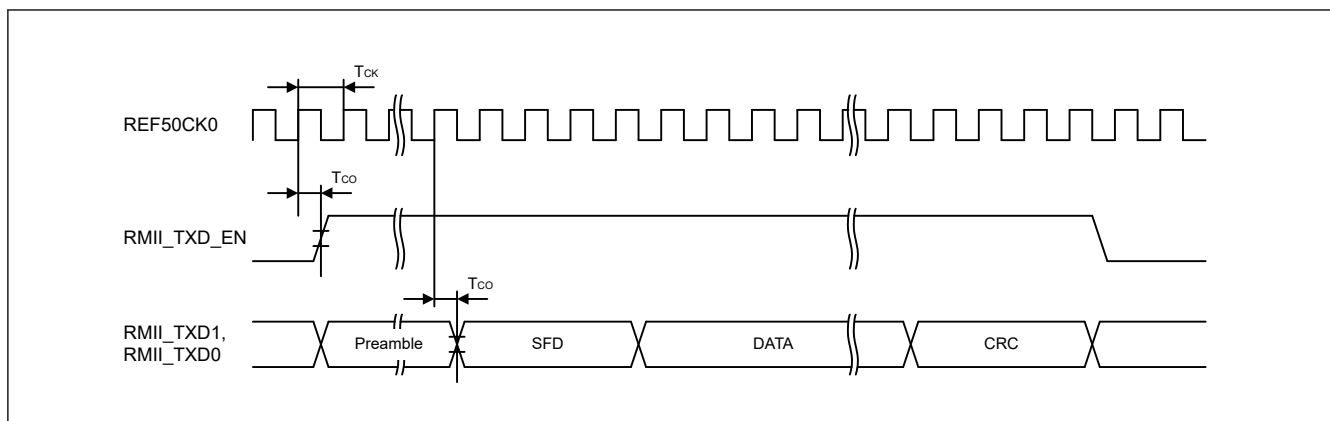 TCK
REF50CK0
TCO
RMII_TXD_EN
TCO
RMII_TXD1,
RMII_TXD0
Preamble
SFD
DATA
CRC